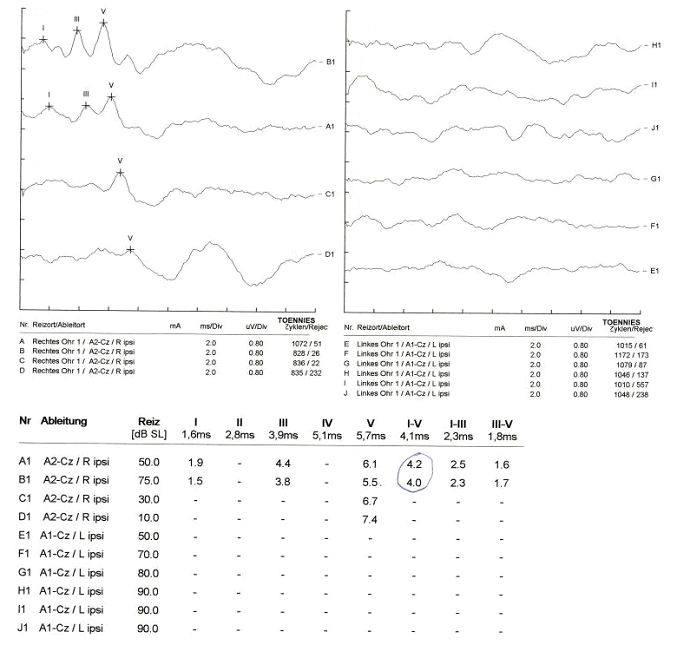 I
III
V
B1
I
III
V
A1
V
C1
V
D1
H1
I1
J1
G1
F1
E1
TOENNIES
Nr. Reizort/Ableitort mA ms/Div uV/Div Zyklen/Rejec
A Rechtes Ohr 1 / A2-Cz / R ipsi 2.0 0.80 1072 / 51
B Rechtes Ohr 1 / A2-Cz / R ipsi 2.0 0.80 828 / 26
C Rechtes Ohr 1 / A2-Cz / R ipsi 2.0 0.80 836 / 22
D Rechtes Ohr 1 / A2-Cz / R ipsi 2.0 0.80 835 / 232
TOENNIES
Nr. Reizort/Ableitort mA ms/Div uV/Div Zyklen/Rejec
E Linkes Ohr 1 / A1-Cz / L ipsi 2.0 0.80 1015 / 61
F Linkes Ohr 1 / A1-Cz / L ipsi 2.0 0.80 1172 / 173
G Linkes Ohr 1 / A1-Cz / L ipsi 2.0 0.80 1079 / 87
H Linkes Ohr 1 / A1-Cz / L ipsi 2.0 0.80 1046 / 137
I Linkes Ohr 1 / A1-Cz / L ipsi 2.0 0.80 1010 / 557
J Linkes Ohr 1 / A1-Cz / L ipsi 2.0 0.80 1048 / 238
Nr Ableitung Reiz I II III IV V I-V I-III III-V
[dB SL] 1,6ms 2,8ms 3,9ms 5,1ms 5,7ms 4,1ms 2,3ms 1,8ms
A1 A2-Cz / R ipsi 50.0 1.9 - 4.4 - 6.1 4.2 2.5 1.6
B1 A2-Cz / R ipsi 75.0 1.5 - 3.8 - 5.5 4.0 2.3 1.7
C1 A2-Cz / R ipsi 30.0 - - - - 6.7 - - -
D1 A2-Cz / R ipsi 10.0 - - - - 7.4 - - -
E1 A1-Cz / L ipsi 50.0 - - - - - - - -
F1 A1-Cz / L ipsi 70.0 - - - - - - - -
G1 A1-Cz / L ipsi 80.0 - - - - - - - -
H1 A1-Cz / L ipsi 90.0 - - - - - - - -
I1 A1-Cz / L ipsi 90.0 - - - - - - - -
J1 A1-Cz / L ipsi 90.0 - - - - - - - -